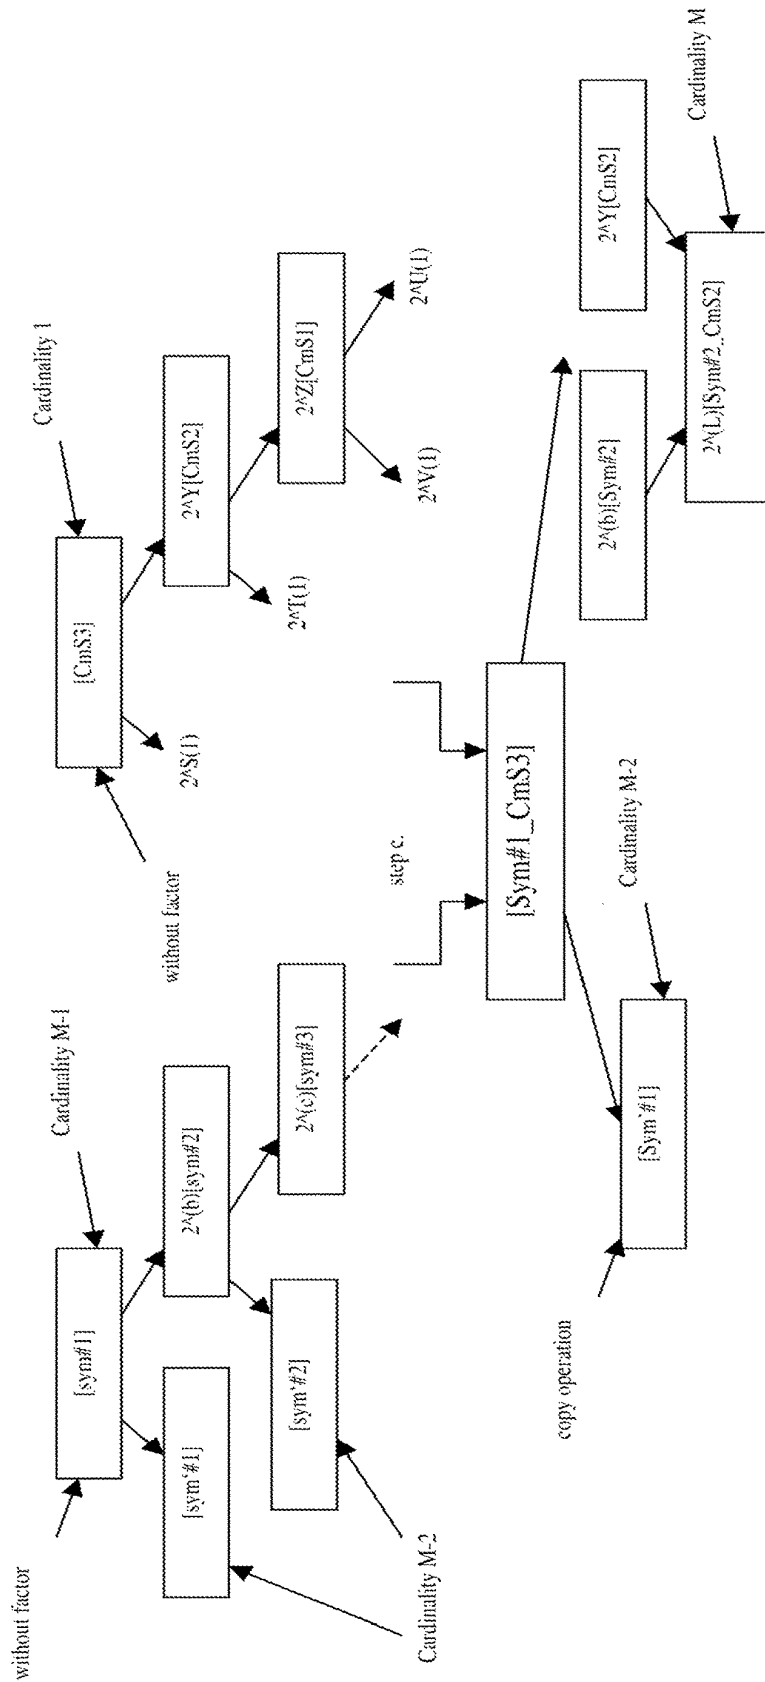 without factor
[sym#1]
Cardinality M-1
without factor
[CmS3]
Cardinality 1
[sym'#1]
2^(b)[sym#2]
2^S(1)
2^Y[CmS2]
[sym'#2]
2^(c)[sym#3]
2^T(1)
2^Z[CmS1]
Cardinality M-2
step c.
2^V(1)
2^U(1)
[Sym#1_CmS3]
copy operation
[Sym'#1]
Cardinality M-2
2^(b)[Sym#2]
2^Y[CmS2]
2^(L)[Sym#2_CmS2]
Cardinality M